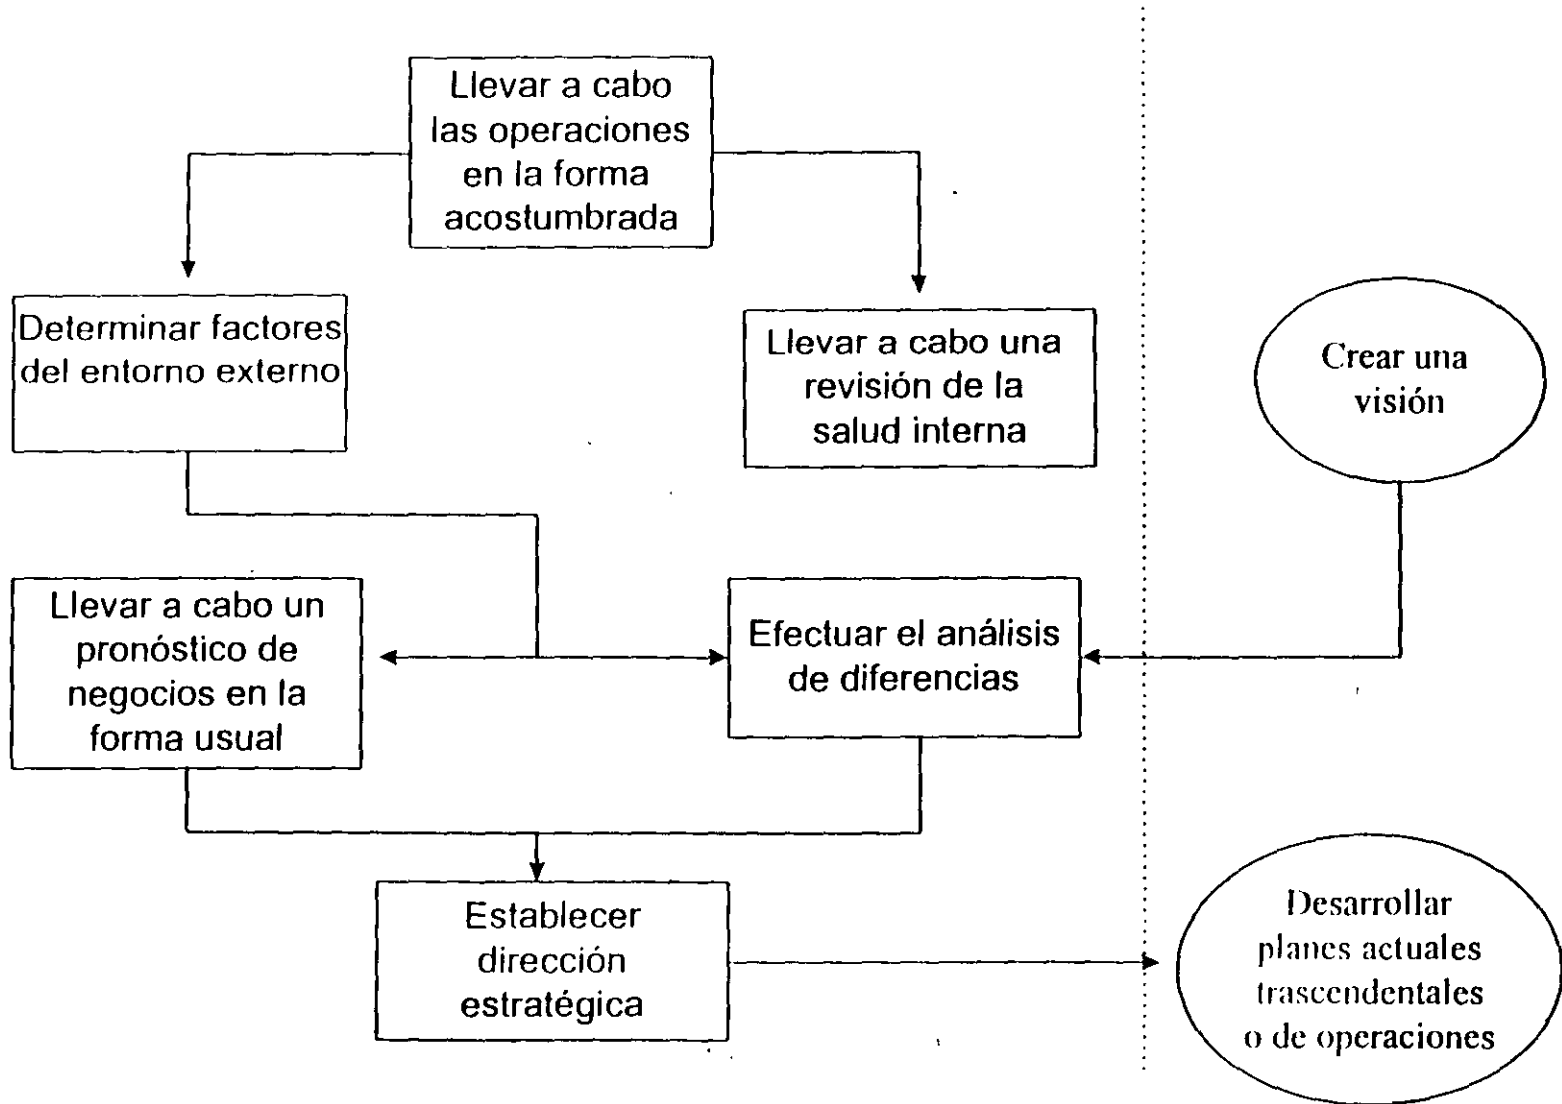 Llevar a cabo
las operaciones
en la forma
acostumbrada
Determinar factores
del entorno externo
Llevar a cabo una
revisión de la
salud interna
Crear una
visión
Llevar a cabo un
pronóstico de
negocios en la
forma usual
Efectuar el análisis
de diferencias
Establecer
dirección
estratégica
Desarrollar
planes actuales
trascendentales
o de operaciones